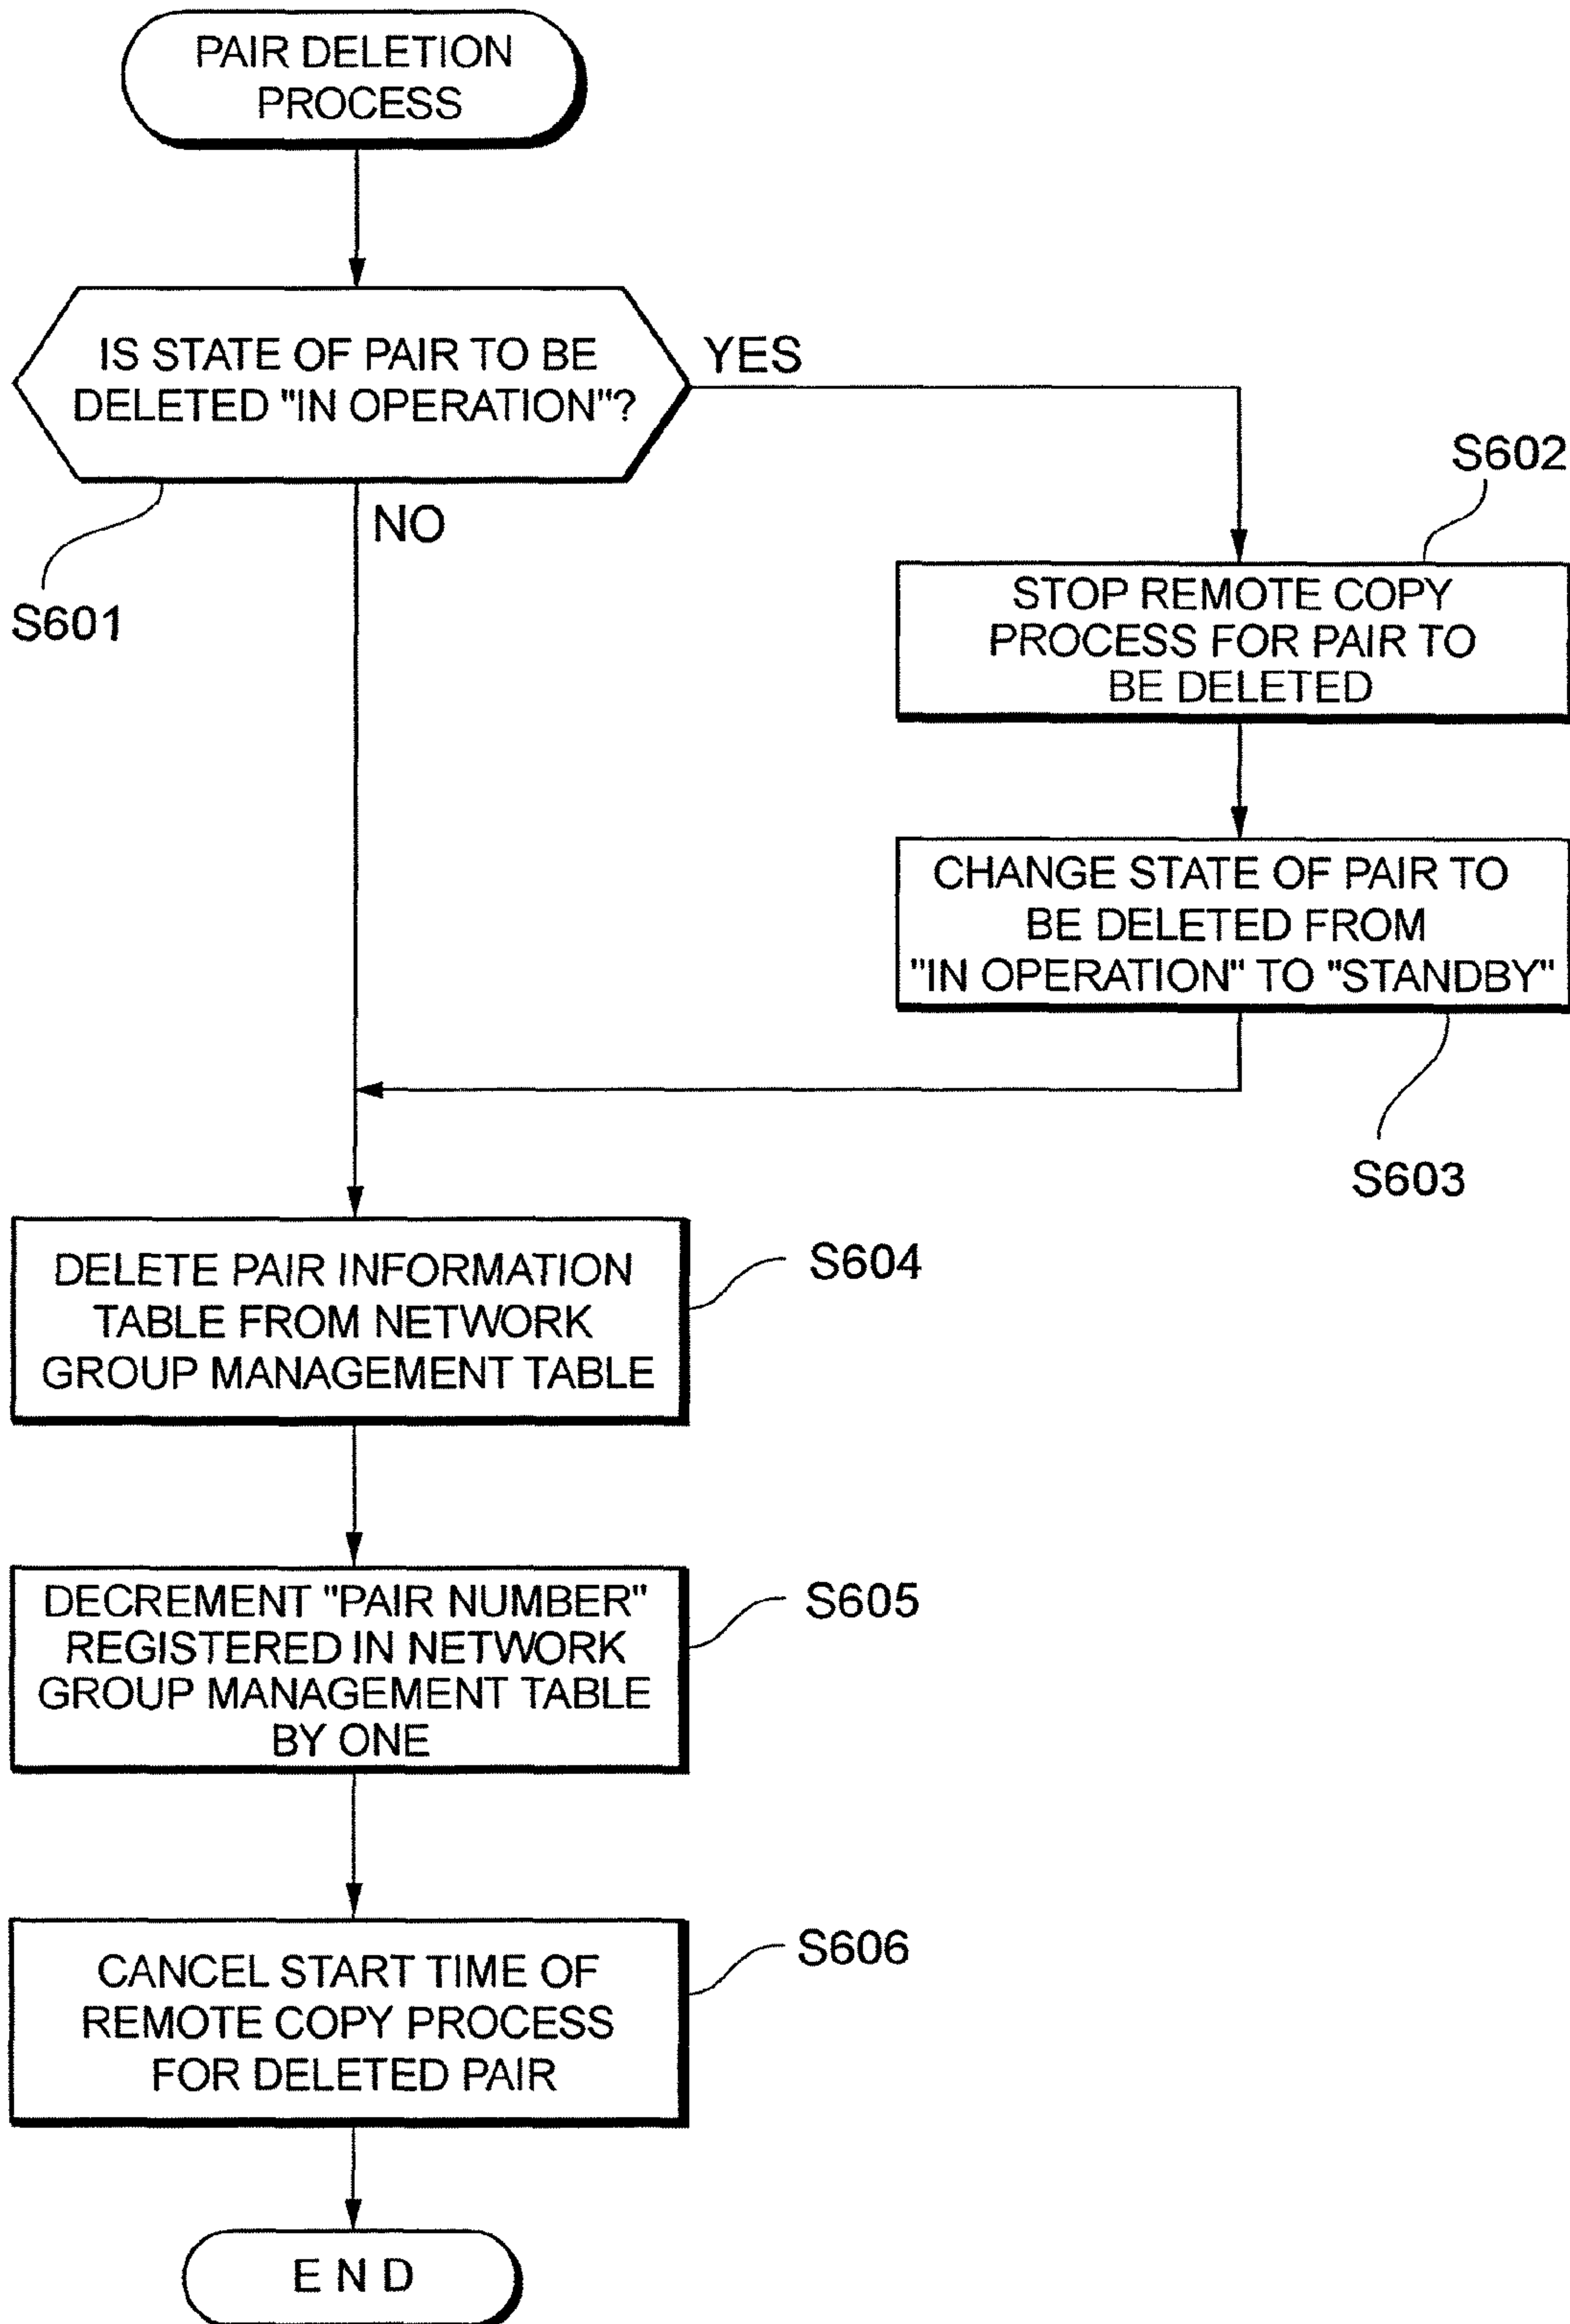 PAIR DELETION
PROCESS
IS STATE OF PAIR TO BE
DELETED "IN OPERATION"?
YES
NO
S601
S602
STOP REMOTE COPY
PROCESS FOR PAIR TO
BE DELETED
CHANGE STATE OF PAIR TO
BE DELETED FROM
"IN OPERATION" TO "STANDBY"
S603
DELETE PAIR INFORMATION
TABLE FROM NETWORK
GROUP MANAGEMENT TABLE
S604
DECREMENT "PAIR NUMBER"
REGISTERED IN NETWORK
GROUP MANAGEMENT TABLE
BY ONE
S605
CANCEL START TIME OF
REMOTE COPY PROCESS
FOR DELETED PAIR
S606
END